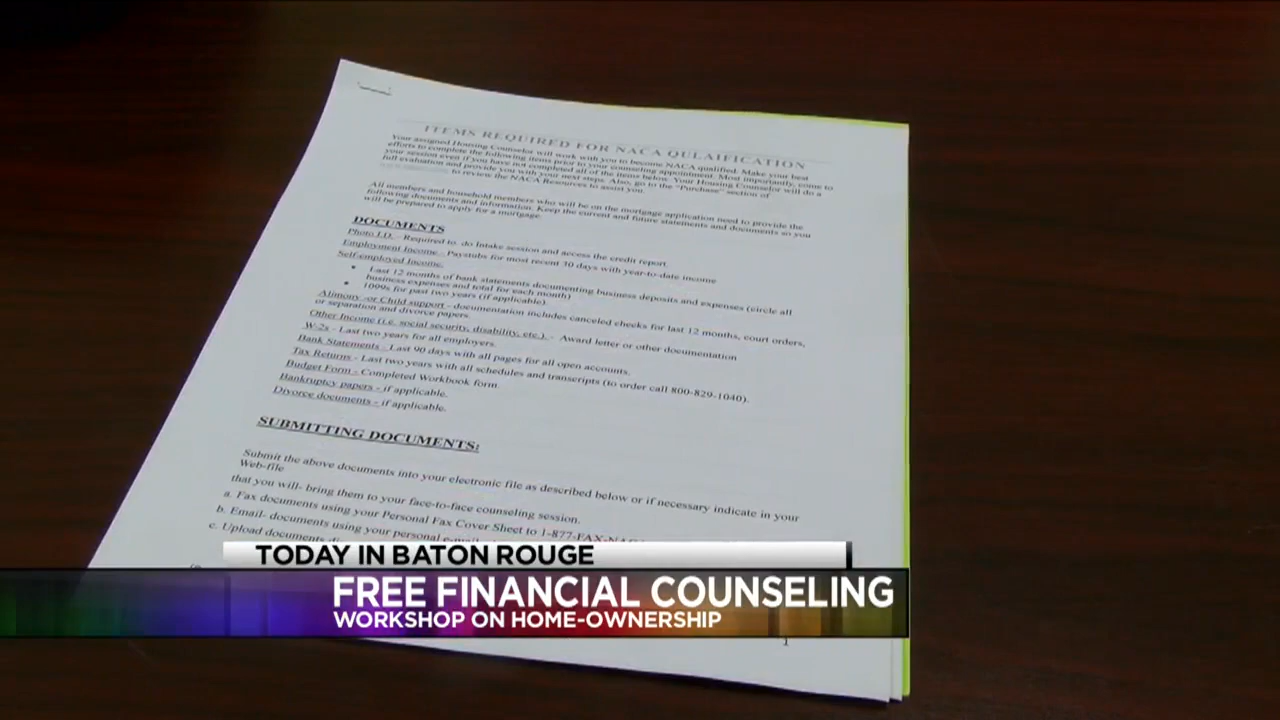 ITEMS REQUIRED FOR NACA QULAIFICATION
Your assigned Housing Counselor will work with you to become NACA qualified. Make your best
efforts to complete the following items prior to your counseling appointment. Most importantly, come to
your session even if you have not completed all of the items below. Your Housing Counselor will do a
full evaluation and provide you with your next steps. Also, go to the "Purchase" section of
to review the NACA Resources to assist you.
All members and household members who will be on the mortgage application need to provide the
following documents and information. Keep the current and future statements and documents so you
will be prepared to apply for a mortgage.
DOCUMENTS
Photo I.D. - Required to do Intake session and access the credit report.
Employment Income - Paystubs for most recent 30 days with year-to-date income
Self-employed Income.
• Last 12 months of bank statements documenting business deposits and expenses (circle all
business expenses and total for each month)
• 1099s for past two years (if applicable).
Alimony -or Child support - documentation includes canceled checks for last 12 months, court orders,
or separation and divorce papers.
Other Income (i.e. social security, disability, etc.). - Award letter or other documentation
W-2s - Last two years for all employers.
Bank Statements - Last 90 days with all pages for all open accounts.
Tax Returns - Last two years with all schedules and transcripts (to order call 800-829-1040).
Budget Form - Completed Workbook form.
Bankruptcy papers - if applicable.
Divorce documents - if applicable.
SUBMITTING DOCUMENTS:
Submit the above documents into your electronic file as described below or if necessary indicate in your
Web-file
that you will- bring them to your face-to-face counseling session.
a. Fax documents using your Personal Fax Cover Sheet to 1-877-FAX-NACA
b. Email- documents using your personal
c. Upload documents
TODAY IN BATON ROUGE
FREE FINANCIAL COUNSELING
WORKSHOP ON HOME-OWNERSHIP
1